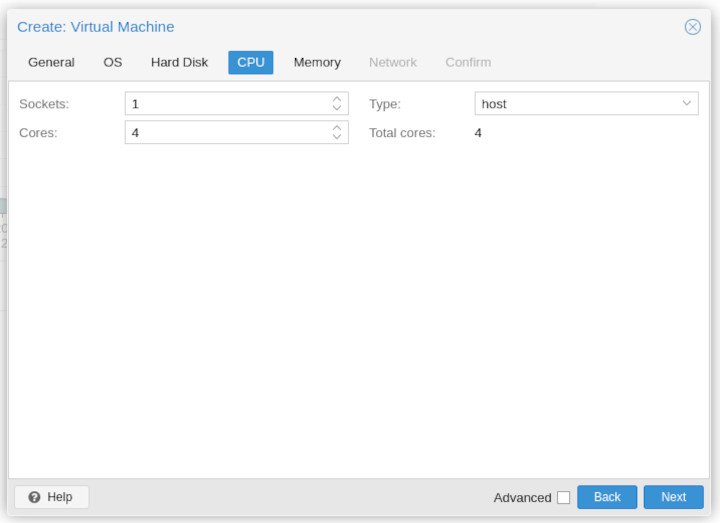 Create: Virtual Machine
General OS Hard Disk CPU Memory Network Confirm
Sockets: 1 Type: host
Cores: 4 Total cores: 4
Help Advanced Back Next